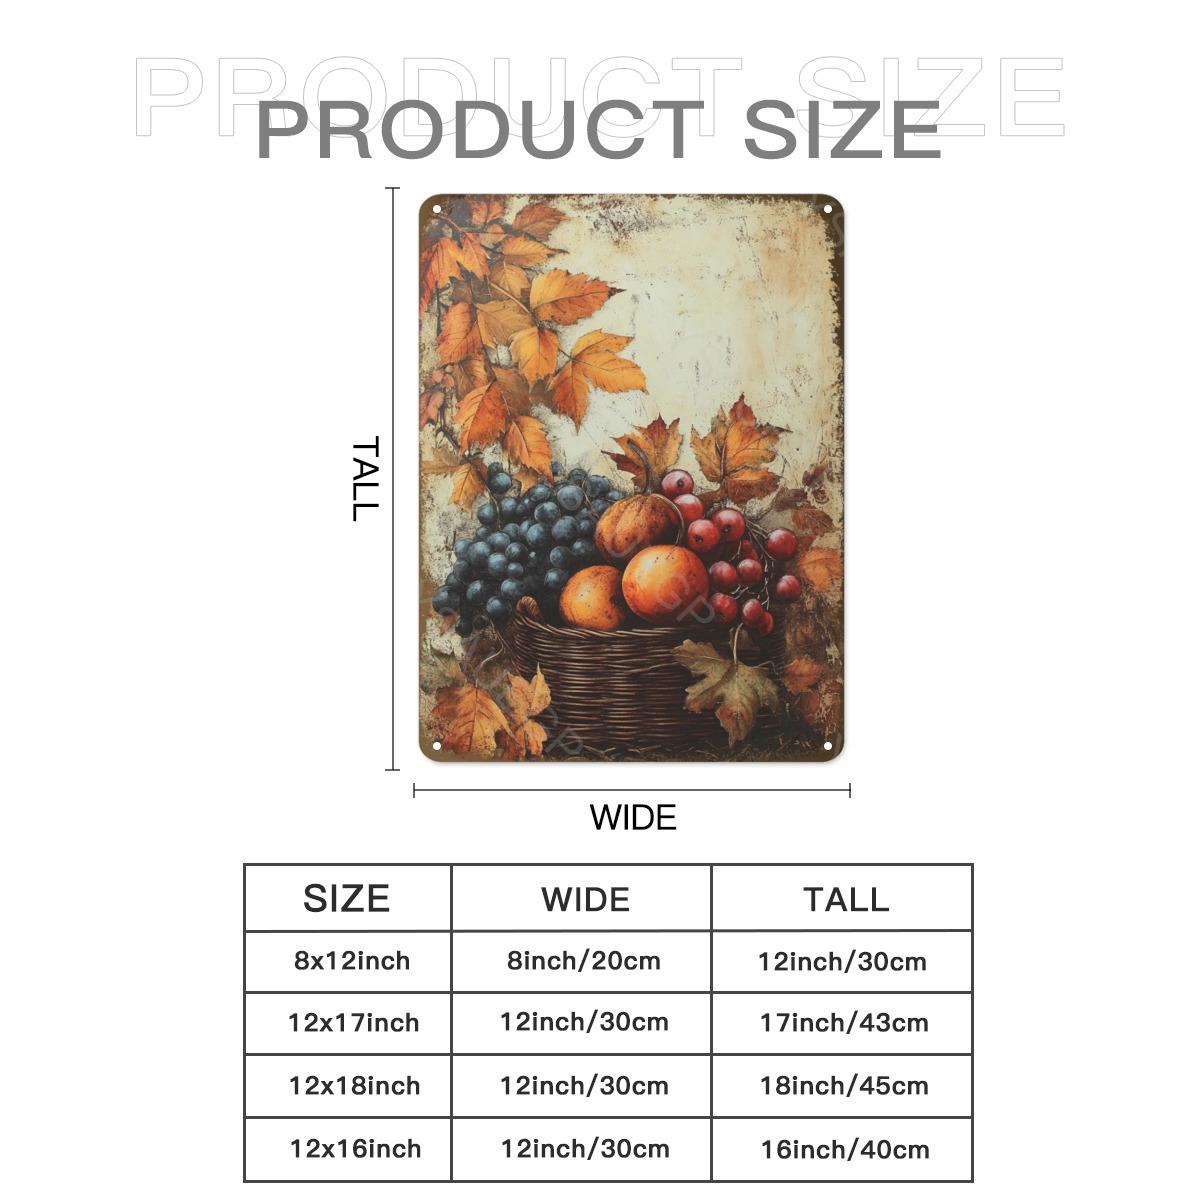 PRODUCT SIZE
PRODUCT SIZE
TALL
WIDE
SIZE WIDE TALL
8x12inch 8inch/20cm 12inch/30cm
12x17inch 12inch/30cm 17inch/43cm
12x18inch 12inch/30cm 18inch/45cm
12x16inch 12inch/30cm 16inch/40cm